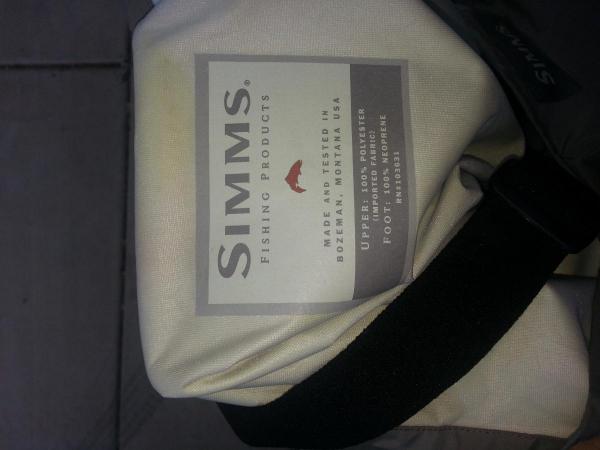 SIMMS®
FISHING PRODUCTS
MADE AND TESTED IN
BOZEMAN, MONTANA USA
UPPER: 100% POLYESTER
(IMPORTED FABRIC)
FOOT: 100% NEOPRENE
RN#103031
SIMMS